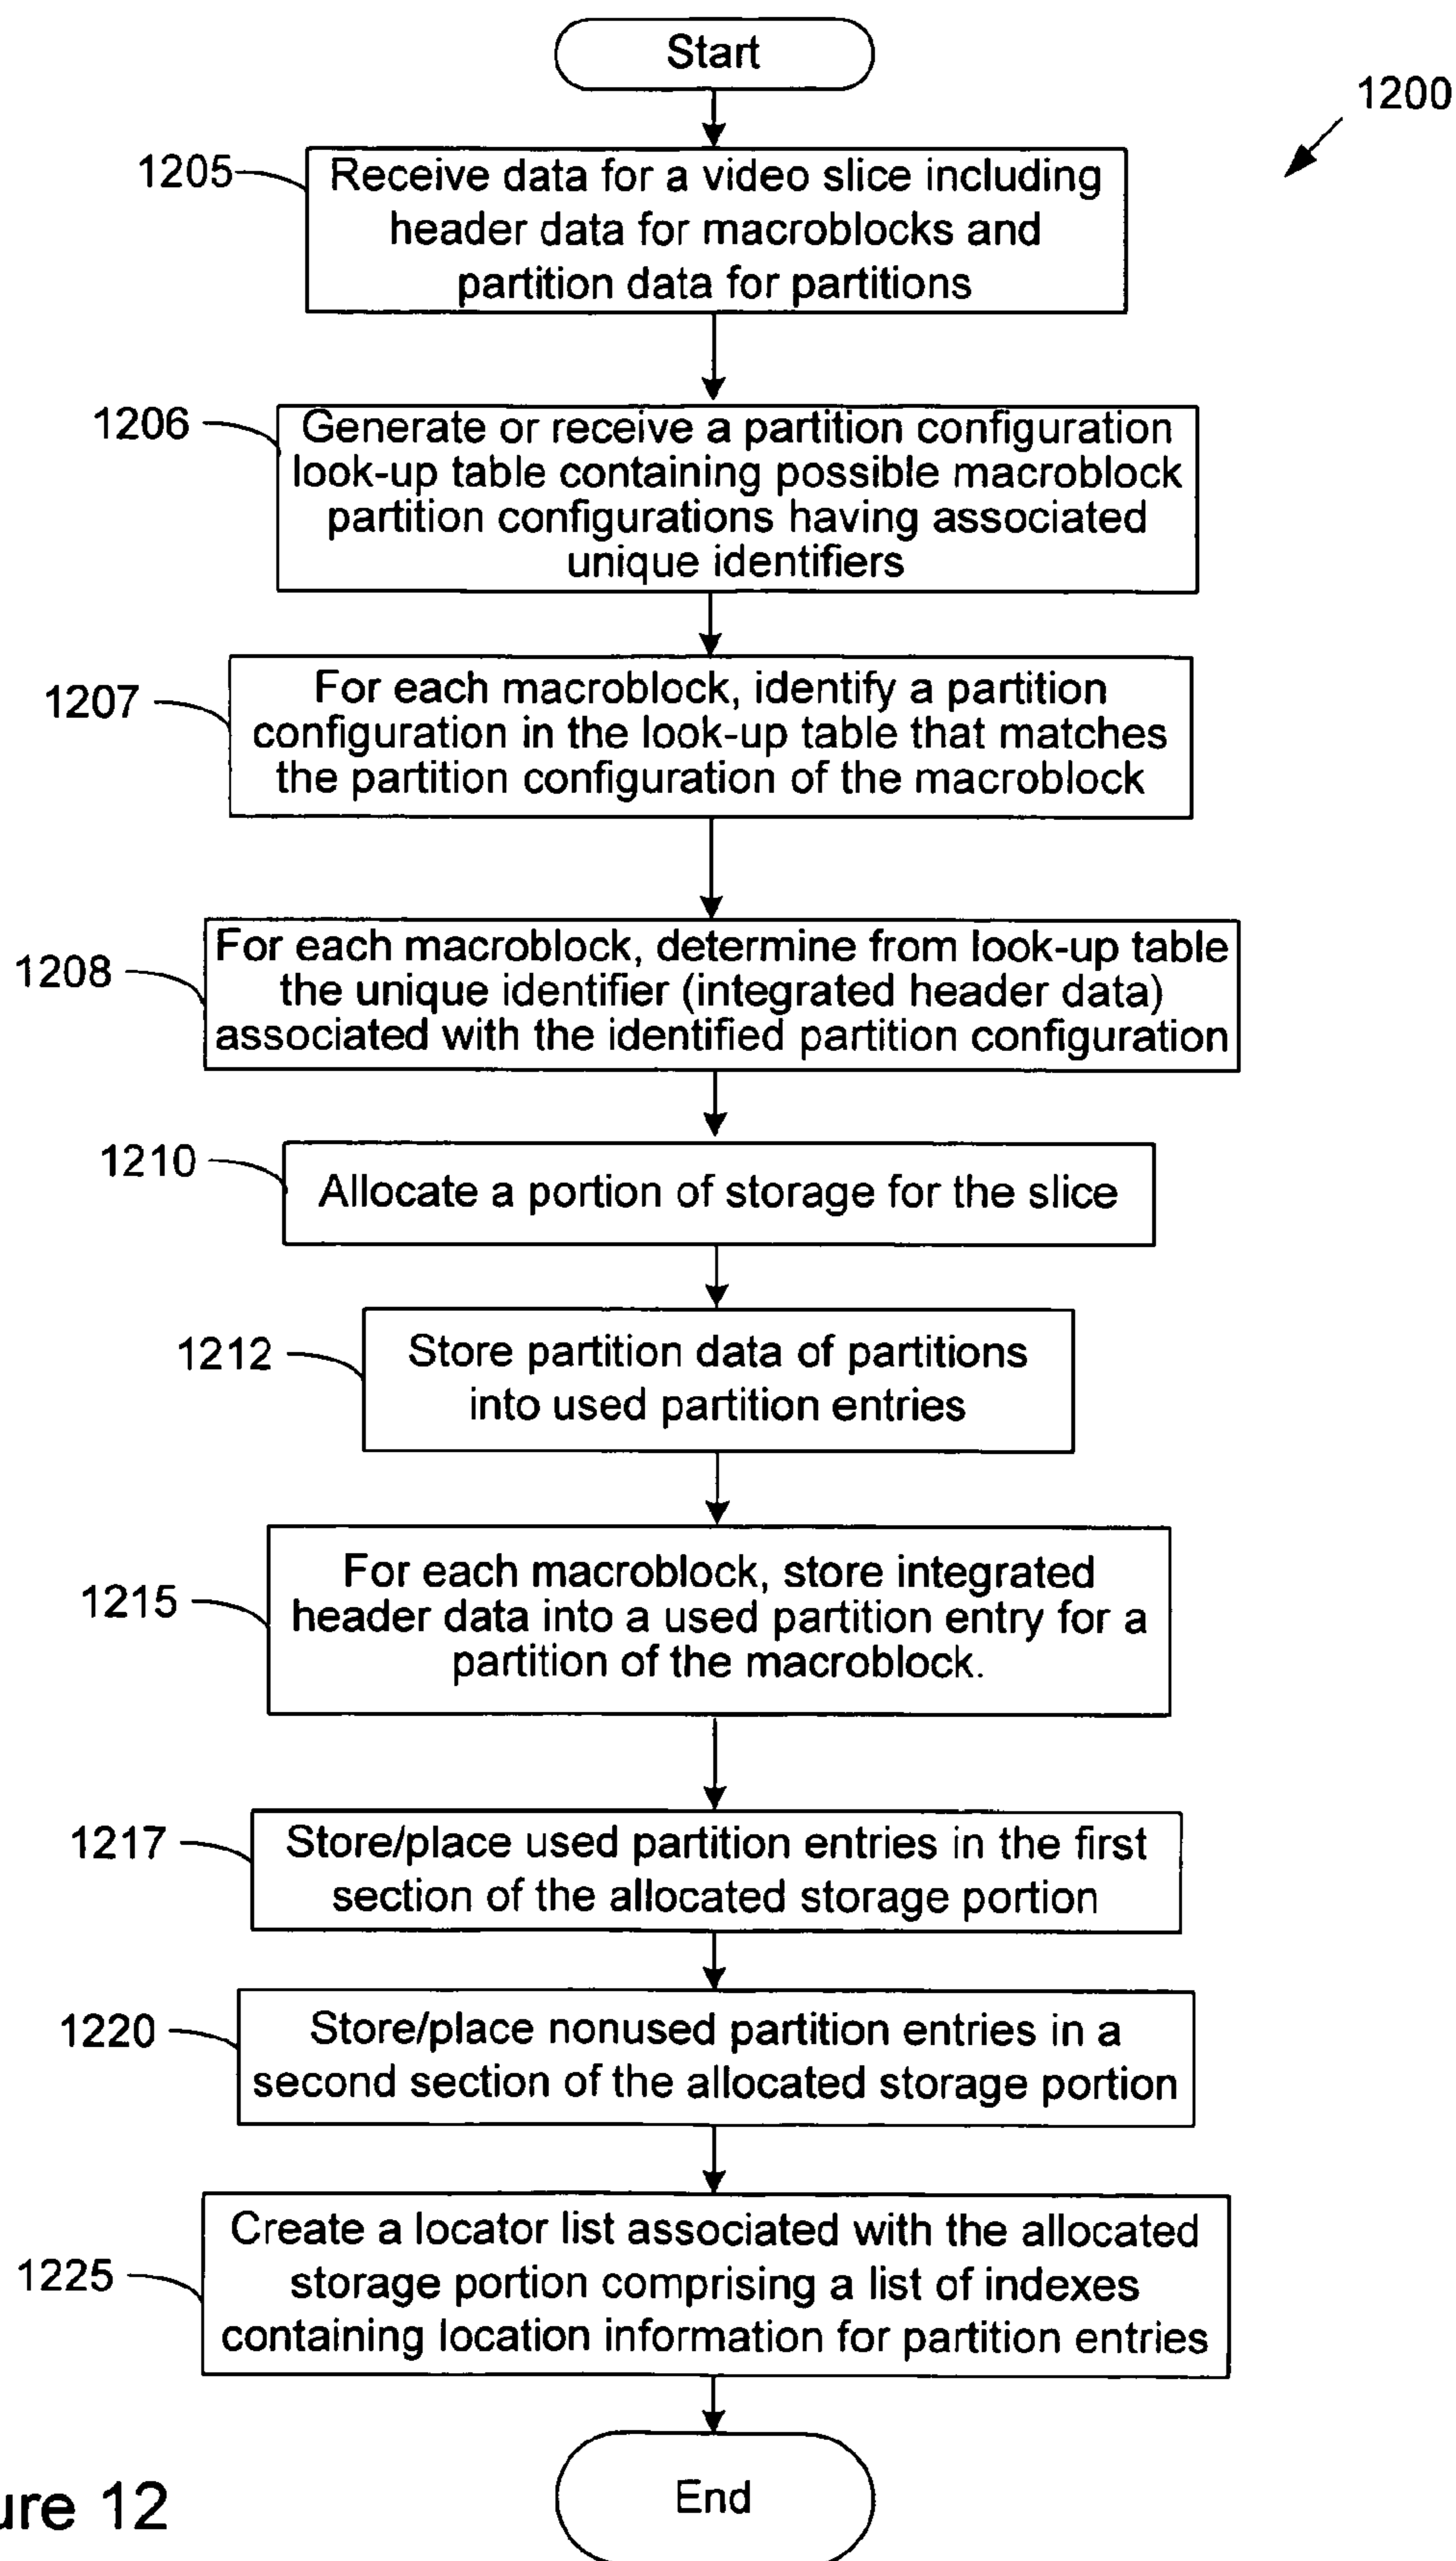 Start
1200
1205
Receive data for a video slice including
header data for macroblocks and
partition data for partitions
1206
Generate or receive a partition configuration
look-up table containing possible macroblock
partition configurations having associated
unique identifiers
1207
For each macroblock, identify a partition
configuration in the look-up table that matches
the partition configuration of the macroblock
1208
For each macroblock, determine from look-up table
the unique identifier (integrated header data)
associated with the identified partition configuration
1210
Allocate a portion of storage for the slice
1212
Store partition data of partitions
into used partition entries
1215
For each macroblock, store integrated
header data into a used partition entry for a
partition of the macroblock.
1217
Store/place used partition entries in the first
section of the allocated storage portion
1220
Store/place nonused partition entries in a
second section of the allocated storage portion
1225
Create a locator list associated with the allocated
storage portion comprising a list of indexes
containing location information for partition entries
End
ure 12